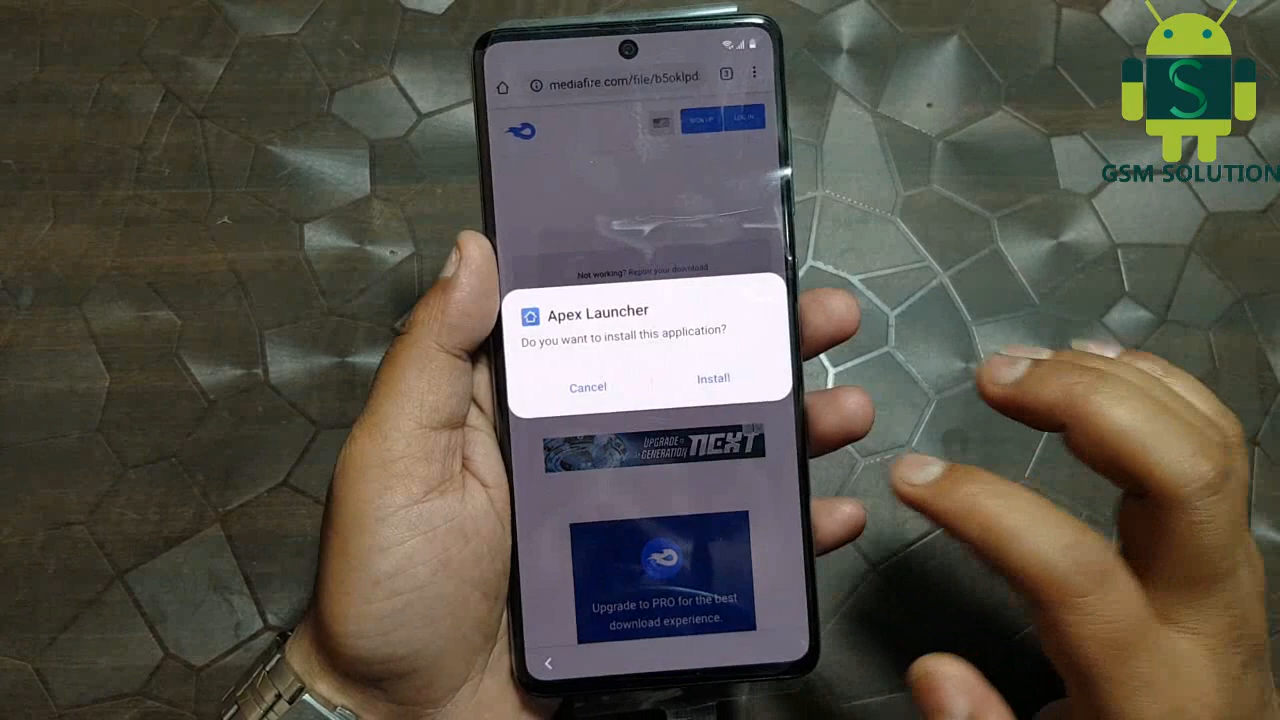 mediafire.com/file/b5oklpd
3
SIGN UP
LOG IN
Not working? Repair your download
Apex Launcher
Do you want to install this application?
Cancel
Install
UPGRADE
GENERATION
NEXT
Upgrade to PRO for the best
download experience.
S
GSM SOLUTION